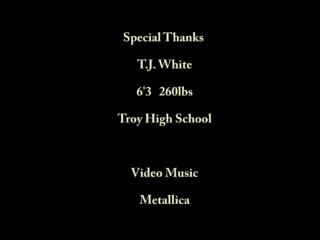 Special Thanks
T.J. White
6'3 260lbs
Troy High School
Video Music
Metallica